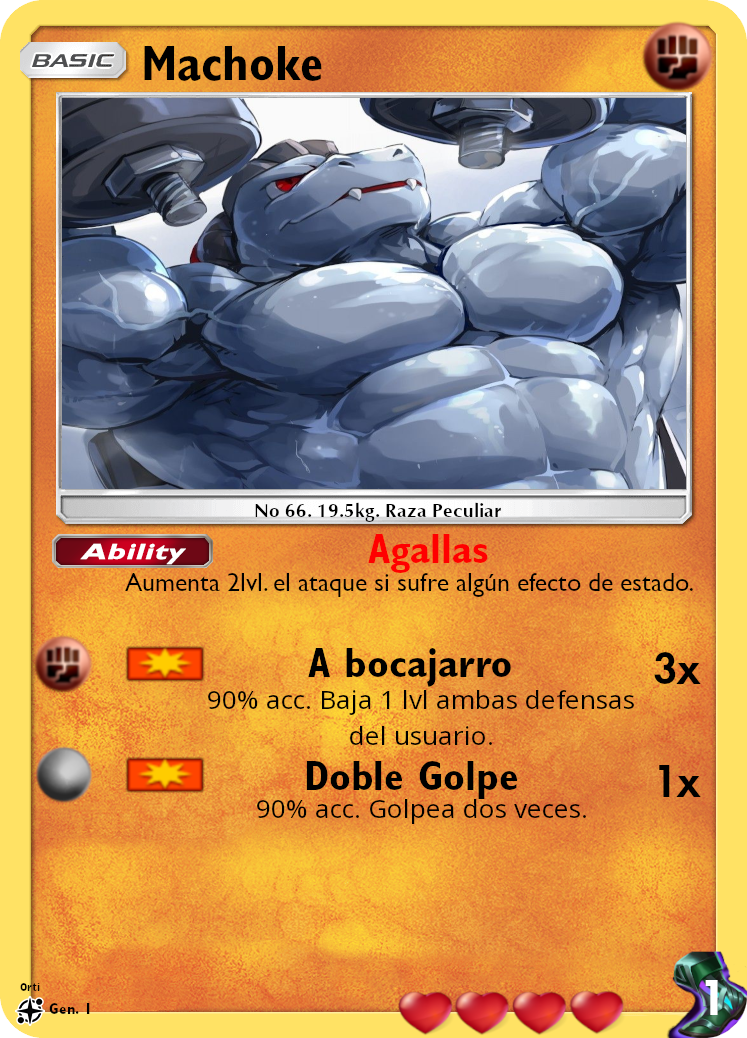 BASIC Machoke
No 66. 19.5kg. Raza Peculiar
Ability Agallas
Aumenta 2lvl. el ataque si sufre algún efecto de estado.
A bocajarro 3x
90% acc. Baja 1 lvl ambas defensas
del usuario.
Doble Golpe 1x
90% acc. Golpea dos veces.
Orti
Gen. 1
1